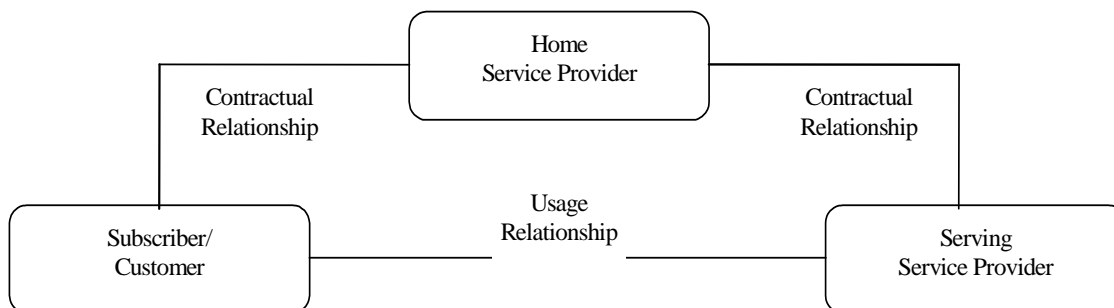 Home
Service Provider
Contractual
Relationship
Contractual
Relationship
Usage
Relationship
Subscriber/
Customer
Serving
Service Provider